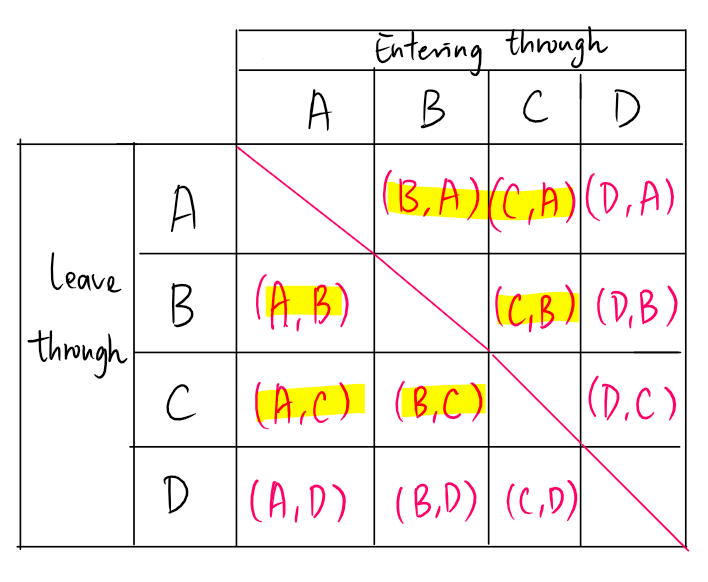 Entering through
A B C D
A (B,A) (C,A) (D,A)
leave through
B (A,B) (C,B) (D,B)
C (A,C) (B,C) (D,C)
D (A,D) (B,D) (C,D)